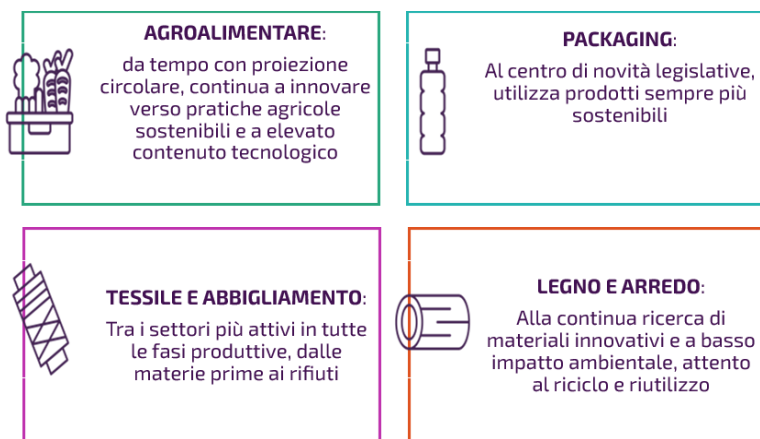 AGROALIMENTARE:
da tempo con proiezione
circolare, continua a innovare
verso pratiche agricole
sostenibili e a elevato
contenuto tecnologico
PACKAGING:
Al centro di novità legislative,
utilizza prodotti sempre più
sostenibili
TESSILE E ABBIGLIAMENTO:
Tra i settori più attivi in tutte
le fasi produttive, dalle
materie prime ai rifiuti
LEGNO E ARREDO:
Alla continua ricerca di
materiali innovativi e a basso
impatto ambientale, attento
al riciclo e riutilizzo